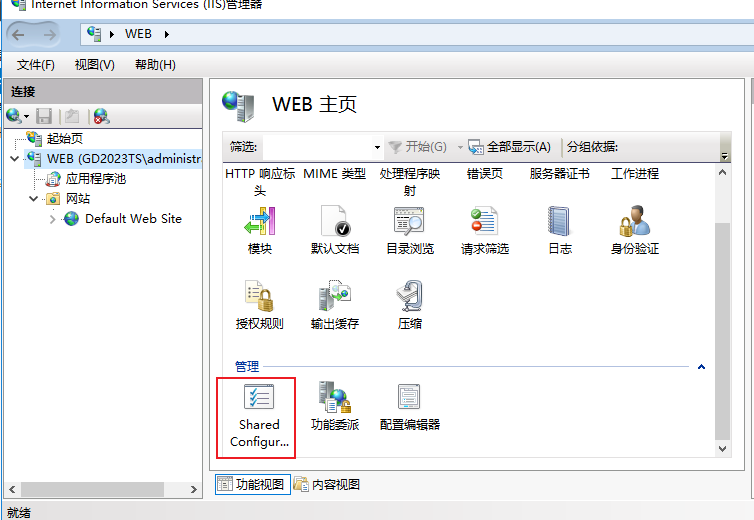 Internet Information Services (IIS)管理器
WEB
文件(F) 视图(V) 帮助(H)
连接
起始页
WEB (GD2023TS\administra
应用程序池
网站
Default Web Site
WEB 主页
筛选: 开始(G) 全部显示(A) 分组依据:
HTTP 响应标
头
MIME 类型
处理程序映
射
错误页
服务器证书
工作进程
模块
默认文档
目录浏览
请求筛选
日志
身份验证
授权规则
输出缓存
压缩
管理
Shared
Configur...
功能委派
配置编辑器
功能视图 内容视图
就绪